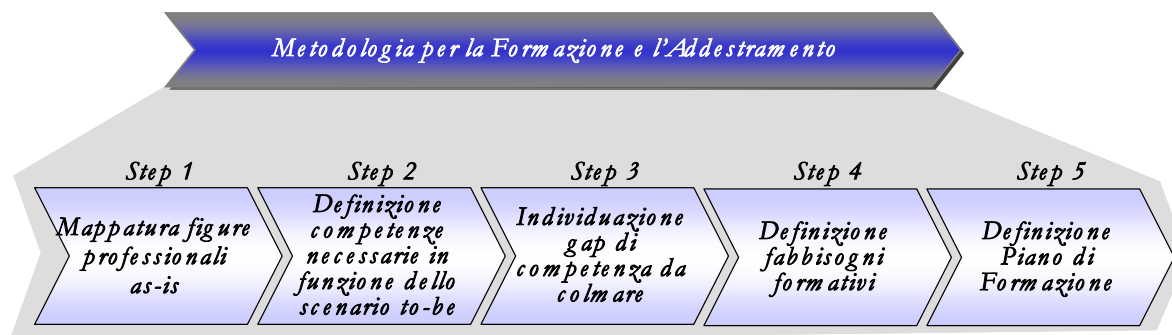 Metodologia per la Formazione e l'Addestramento
Step 1
Mappatura figure
professionali
as-is
Step 2
Definizione
competenze
necessarie in
funzione dello
scenario to-be
Step 3
Individuazione
gap di
competenza da
colmare
Step 4
Definizione
fabbisogni
formativi
Step 5
Definizione
Piano di
Formazione